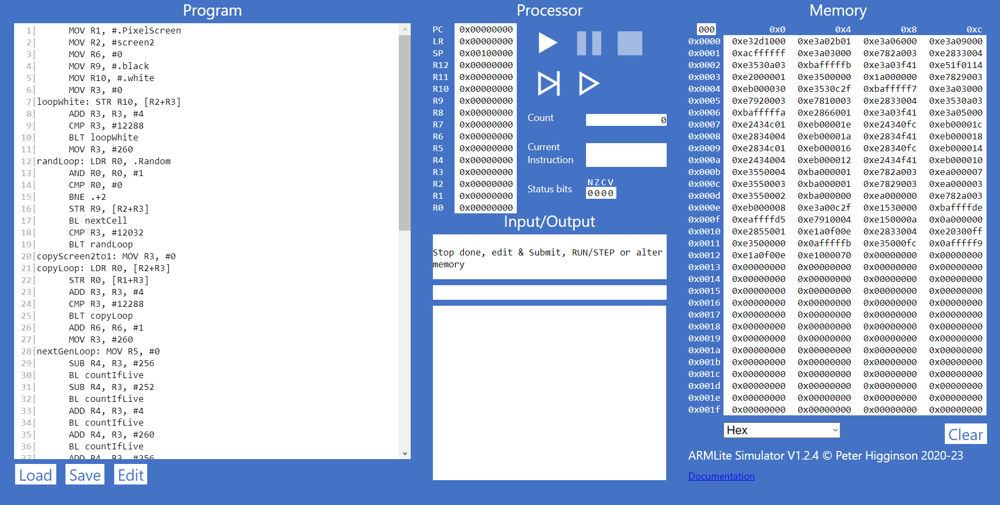 Program
1| MOV R1, #.PixelScreen
2| MOV R2, #screen2
3| MOV R6, #0
4| MOV R9, #.black
5| MOV R10, #.white
6| MOV R3, #0
7|loopWhite: STR R10, [R2+R3]
8| ADD R3, R3, #4
9| CMP R3, #12288
10| BLT loopWhite
11| MOV R3, #260
12|randLoop: LDR R0, .Random
13| AND R0, R0, #1
14| CMP R0, #0
15| BNE .+2
16| STR R9, [R2+R3]
17| BL nextCell
18| CMP R3, #12032
19| BLT randLoop
20|copyScreen2to1: MOV R3, #0
21|copyLoop: LDR R0, [R2+R3]
22| STR R0, [R1+R3]
23| ADD R3, R3, #4
24| CMP R3, #12288
25| BLT copyLoop
26| ADD R6, R6, #1
27| MOV R3, #260
28|nextGenLoop: MOV R5, #0
29| SUB R4, R3, #256
30| BL countIfLive
31| SUB R4, R3, #252
32| BL countIfLive
33| ADD R4, R3, #4
34| BL countIfLive
35| ADD R4, R3, #260
36| BL countIfLive
37| ADD R4, R3, #256
Load Save Edit
Processor
PC 0x00000000
LR 0x00000000
SP 0x00100000
R12 0x00000000
R11 0x00000000
R10 0x00000000
R9 0x00000000
R8 0x00000000
R7 0x00000000
R6 0x00000000
R5 0x00000000
R4 0x00000000
R3 0x00000000
R2 0x00000000
R1 0x00000000
R0 0x00000000
Count 0
Current
Instruction
NZCV
Status bits 0000
Input/Output
Stop done, edit & Submit, RUN/STEP or alter
memory
Memory
000 0x0 0x4 0x8 0xc
0x0000 0xe32d1000 0xe3a02b01 0xe3a06000 0xe3a09000
0x0001 0xacffffff 0xe3a03000 0xe782a003 0xe2833004
0x0002 0xe3530a03 0xbafffffb 0xe3a03f41 0xe51f0114
0x0003 0xe2000001 0xe3500000 0x1a000000 0xe7829003
0x0004 0xeb000030 0xe3530c2f 0xbafffff7 0xe3a03000
0x0005 0xe7920003 0xe7810003 0xe2833004 0xe3530a03
0x0006 0xbafffffa 0xe2866001 0xe3a03f41 0xe3a05000
0x0007 0xe2434c01 0xeb00001e 0xe24340fc 0xeb00001c
0x0008 0xe2834004 0xeb00001a 0xe2834f41 0xeb000018
0x0009 0xe2834c01 0xeb000016 0xe28340fc 0xeb000014
0x000a 0xe2434004 0xeb000012 0xe2434f41 0xeb000010
0x000b 0xe3550004 0xba000001 0xe782a003 0xea000007
0x000c 0xe3550003 0xba000001 0xe7829003 0xea000003
0x000d 0xe3550002 0xba000000 0xea000000 0xe782a003
0x000e 0xeb000008 0xe3a00c2f 0xe1530000 0xbaffffde
0x000f 0xeaffffd5 0xe7910004 0xe150000a 0x0a000000
0x0010 0xe2855001 0xe1a0f00e 0xe2833004 0xe20300ff
0x0011 0xe3500000 0x0afffffb 0xe35000fc 0x0afffff9
0x0012 0xe1a0f00e 0xe1000070 0x00000000 0x00000000
0x0013 0x00000000 0x00000000 0x00000000 0x00000000
0x0014 0x00000000 0x00000000 0x00000000 0x00000000
0x0015 0x00000000 0x00000000 0x00000000 0x00000000
0x0016 0x00000000 0x00000000 0x00000000 0x00000000
0x0017 0x00000000 0x00000000 0x00000000 0x00000000
0x0018 0x00000000 0x00000000 0x00000000 0x00000000
0x0019 0x00000000 0x00000000 0x00000000 0x00000000
0x001a 0x00000000 0x00000000 0x00000000 0x00000000
0x001b 0x00000000 0x00000000 0x00000000 0x00000000
0x001c 0x00000000 0x00000000 0x00000000 0x00000000
0x001d 0x00000000 0x00000000 0x00000000 0x00000000
0x001e 0x00000000 0x00000000 0x00000000 0x00000000
0x001f 0x00000000 0x00000000 0x00000000 0x00000000
Hex
Clear
ARMLite Simulator V1.2.4 © Peter Higginson 2020-23
Documentation